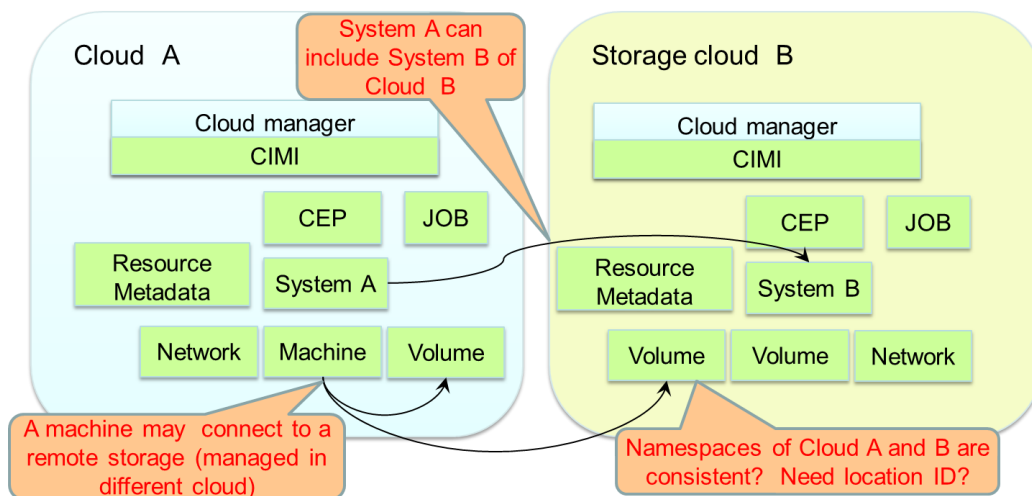 System A can
include System B of
Cloud B
Cloud A
Cloud manager
CIMI
CEP
JOB
Resource
Metadata
System A
Network
Machine
Volume
A machine may connect to a
remote storage (managed in
different cloud)
Storage cloud B
Cloud manager
CIMI
CEP
JOB
Resource
Metadata
System B
Volume
Volume
Network
Namespaces of Cloud A and B are
consistent? Need location ID?